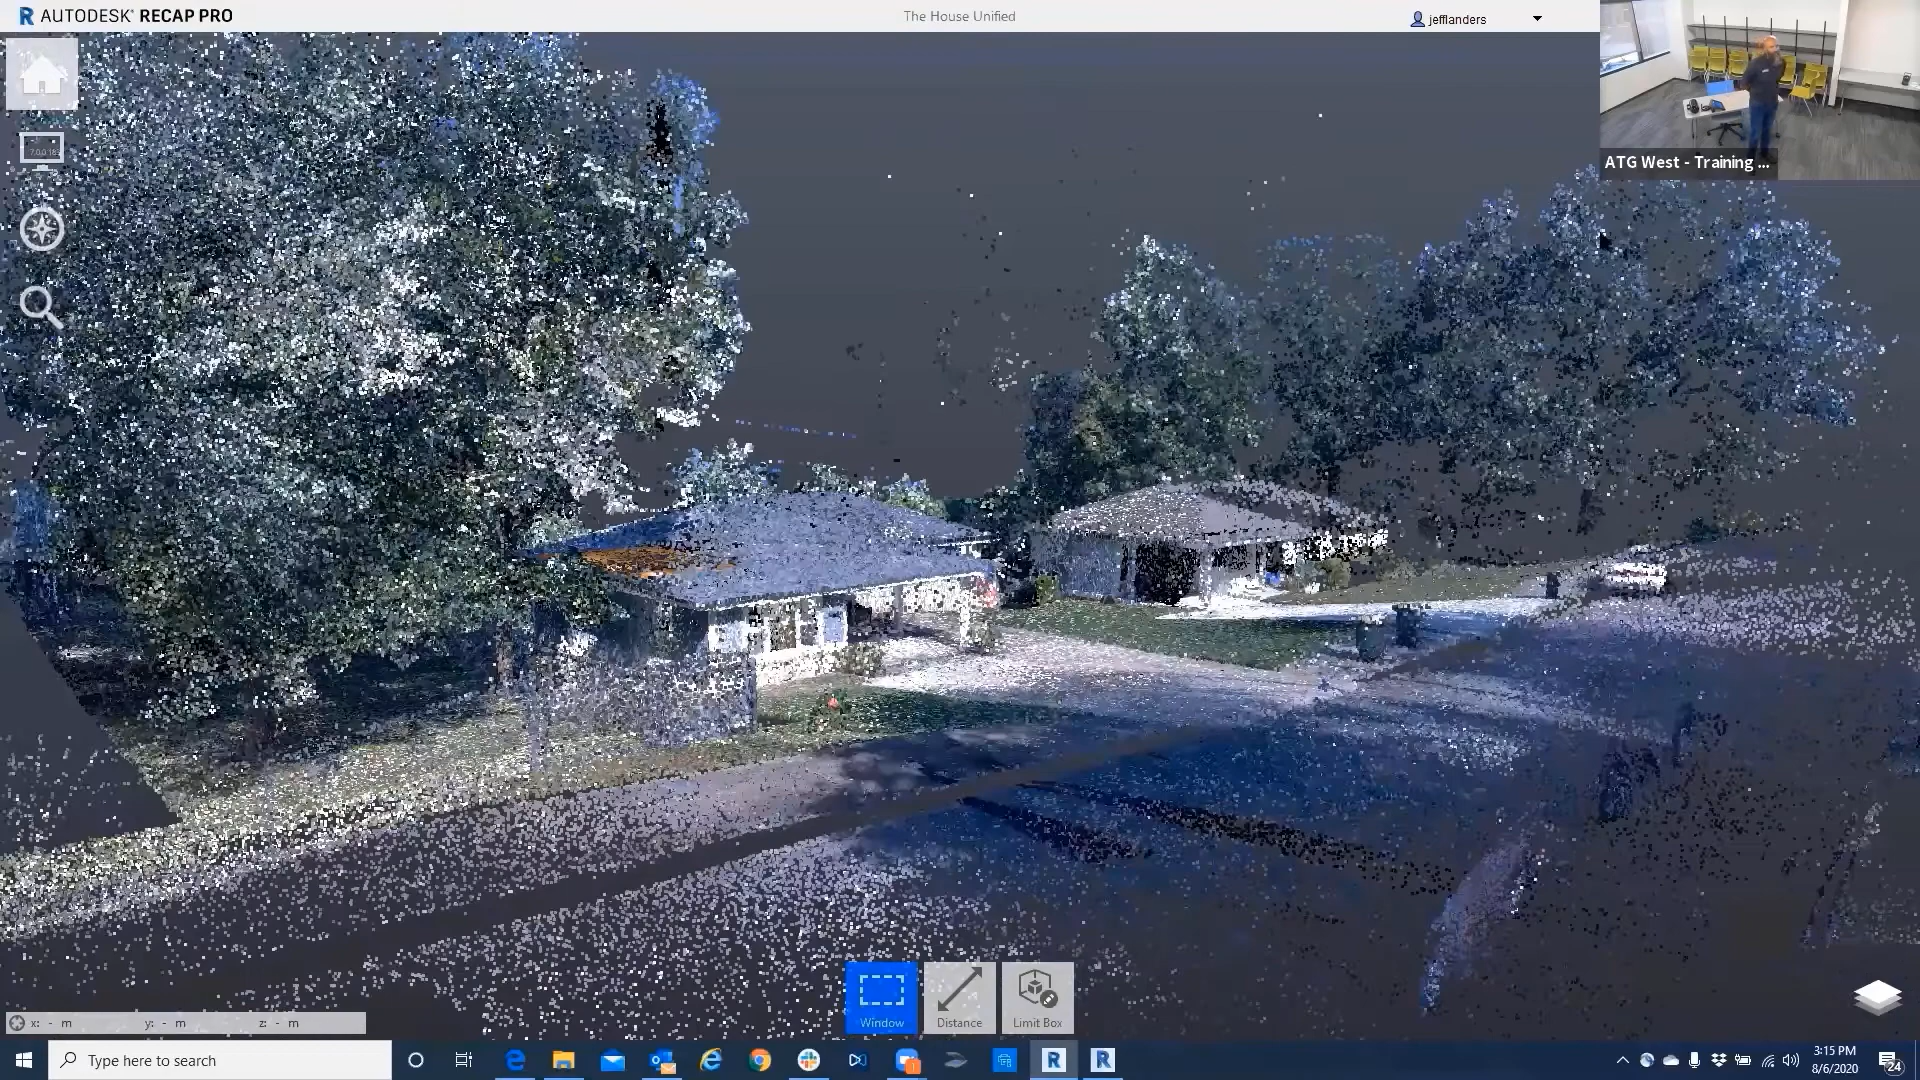 AUTODESK® RECAP PRO
The House Unified
jefflanders
ATG West - Training ...
Window
Distance
Limit Box
x: - m y: - m z: - m
Type here to search
3:15 PM
8/6/2020
24